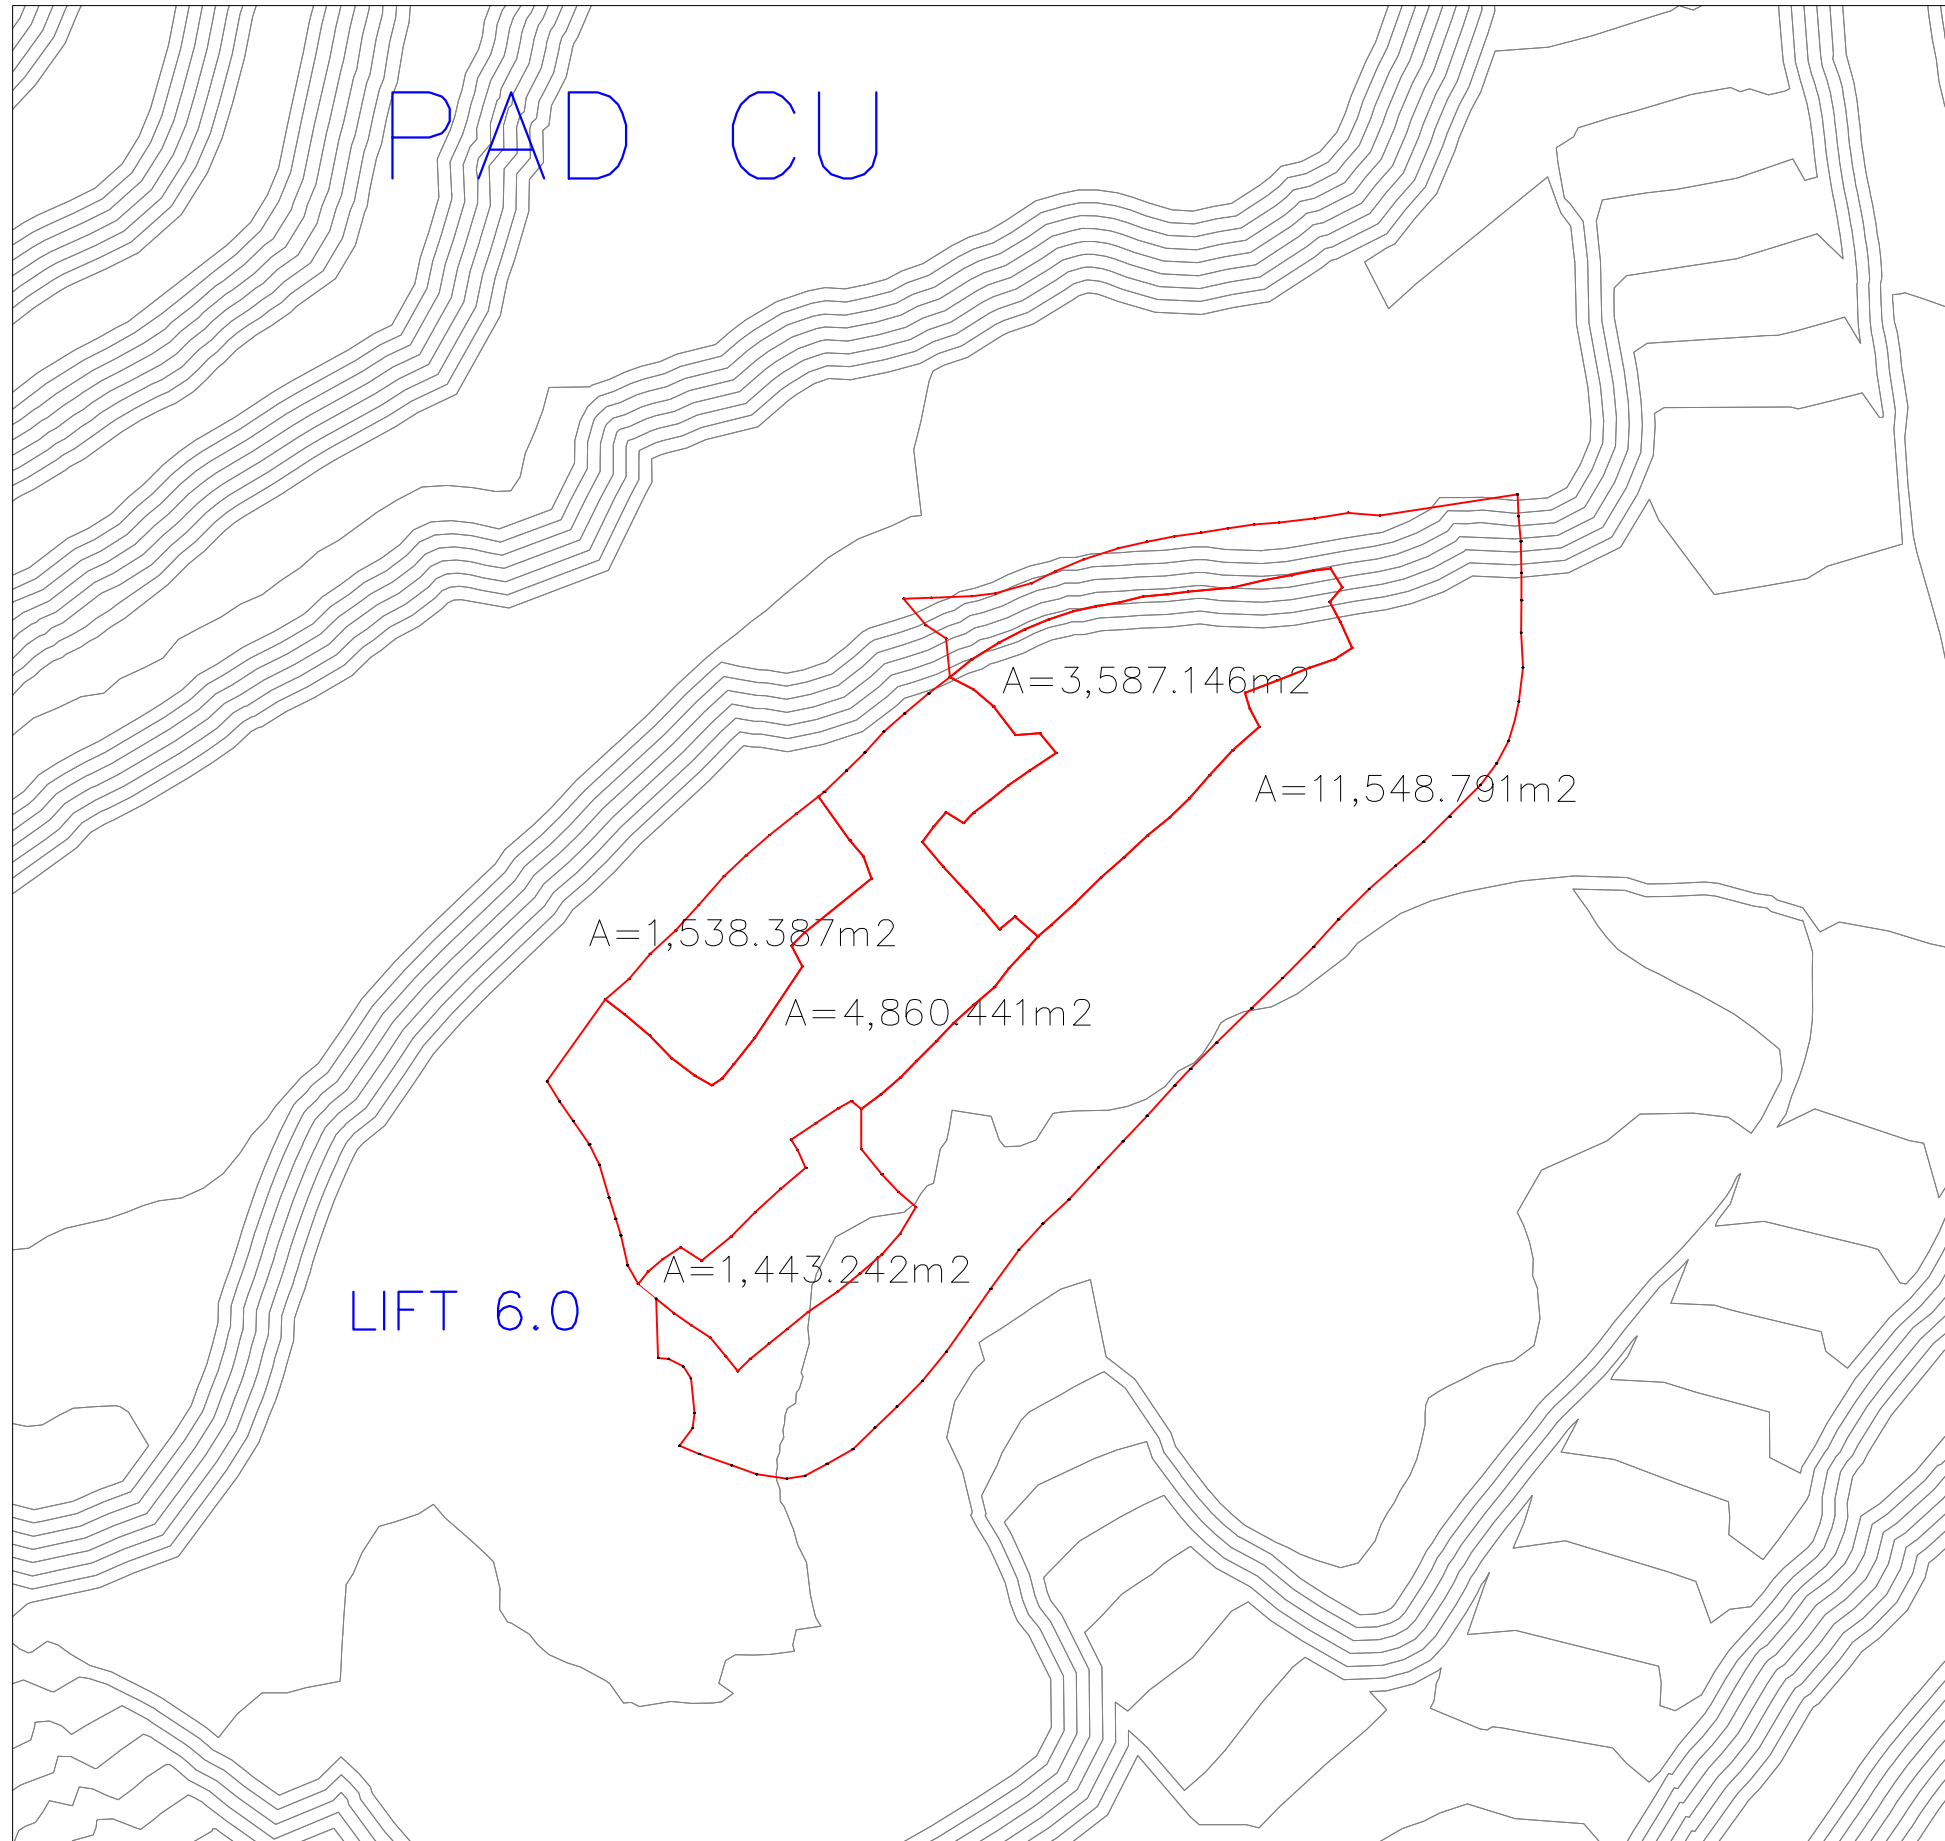 PAD CU
A=3,587.146m2
A=11,548.791m2
A=1,538.387m2
A=4,860.441m2
A=1,443.242m2
LIFT 6.0